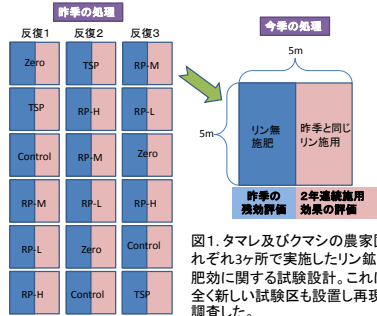 昨季の処理
反復1 反復2 反復3
Zero TSP RP-M
TSP RP-H RP-L
Control RP-M Zero
RP-M RP-L RP-H
RP-L Zero Control
RP-H Control TSP
今季の処理
5m
5m
リン無
施肥
昨季と同じ
リン施用
昨季の
残効評価
2年連続施用
効果の評価
図1. タマレ及びクマシの農家
れぞれ3ヶ所で実施したリン鉱
肥効に関する試験設計。これ
全く新しい試験区も設置し再現
調査した。